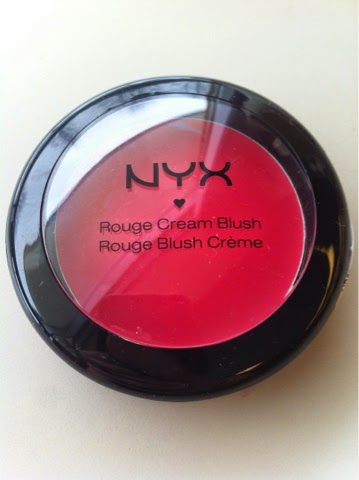 NYX
♥
Rouge Cream Blush
Rouge Blush Crème